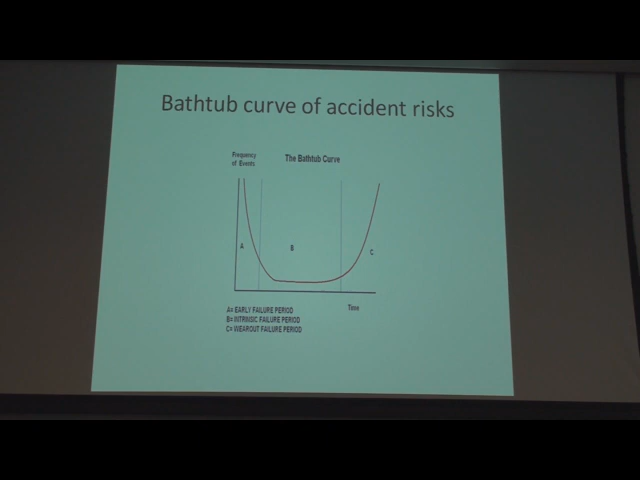 Bathtub curve of accident risks
Frequency
of Events
The Bathtub Curve
A
B
C
Time
A= EARLY FAILURE PERIOD
B= INTRINSIC FAILURE PERIOD
C= WEAROUT FAILURE PERIOD